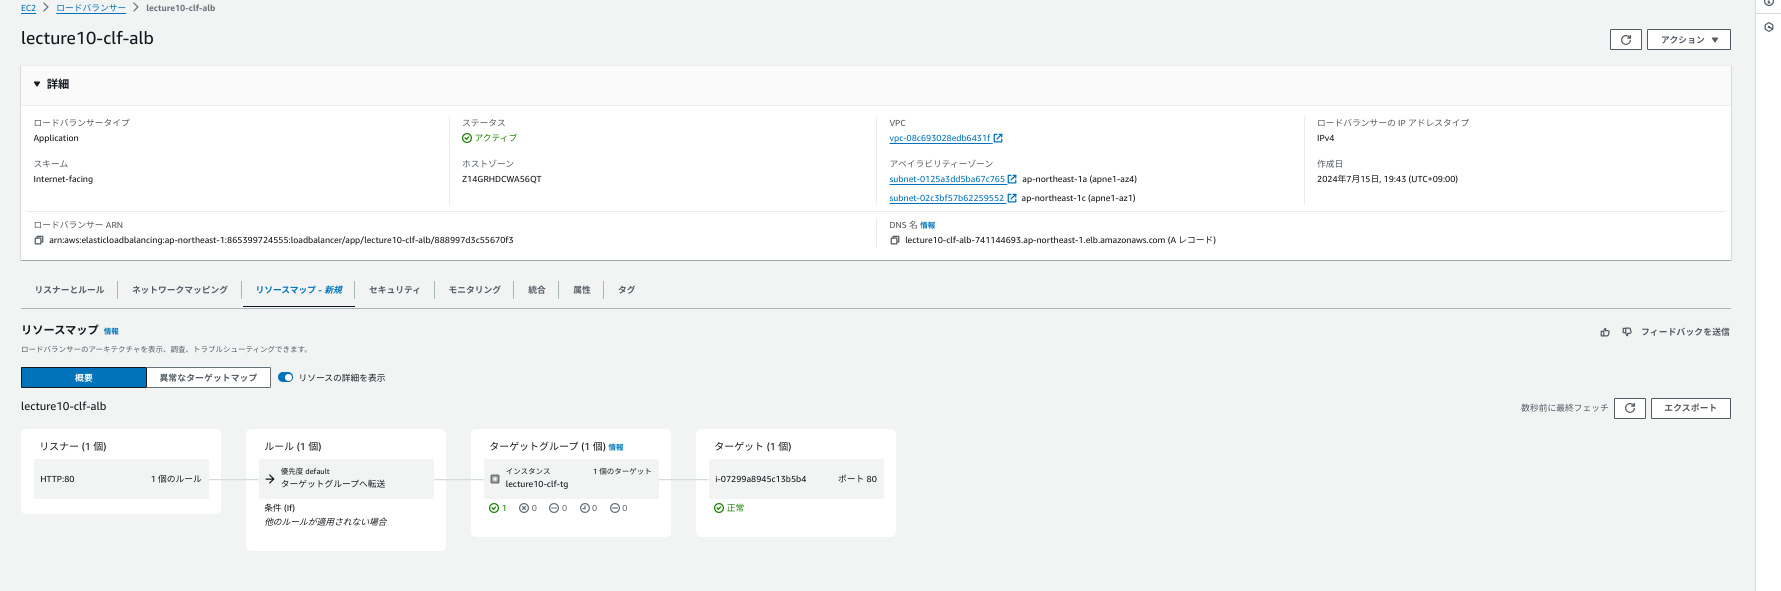 EC2 > ロードバランサー > lecture10-clf-alb
lecture10-clf-alb
アクション ▼
▼ 詳細
ロードバランサータイプ
Application
ステータス
アクティブ
VPC
vpc-08c693028edb6431f
ロードバランサーの IP アドレスタイプ
IPv4
スキーム
Internet-facing
ホストゾーン
Z14GRHDCWA56QT
アベイラビリティーゾーン
subnet-0125a3dd5ba67c765 ap-northeast-1a (apne1-az4)
subnet-02c3bf57b62259552 ap-northeast-1c (apne1-az1)
作成日
2024年7月15日, 19:43 (UTC+09:00)
ロードバランサー ARN
arn:aws:elasticloadbalancing:ap-northeast-1:865399724555:loadbalancer/app/lecture10-clf-alb/888997d3c55670f3
DNS 名 情報
lecture10-clf-alb-741144693.ap-northeast-1.elb.amazonaws.com (A レコード)
リスナーとルール ネットワークマッピング リソースマップ - 新規 セキュリティ モニタリング 統合 属性 タグ
リソースマップ 情報
フィードバックを送信
ロードバランサーのアーキテクチャを表示、調査、トラブルシューティングできます。
概要 異常なターゲットマップ リソースの詳細を表示
lecture10-clf-alb
数秒前に最終フェッチ エクスポート
リスナー (1 個)
HTTP:80 1 個のルール
ルール (1 個)
優先度 default
ターゲットグループへ転送
条件 (If)
他のルールが適用されない場合
ターゲットグループ (1 個) 情報
インスタンス 1 個のターゲット
lecture10-clf-tg
1 0 0 0 0
ターゲット (1 個)
i-07299a8945c13b5b4 ポート 80
正常